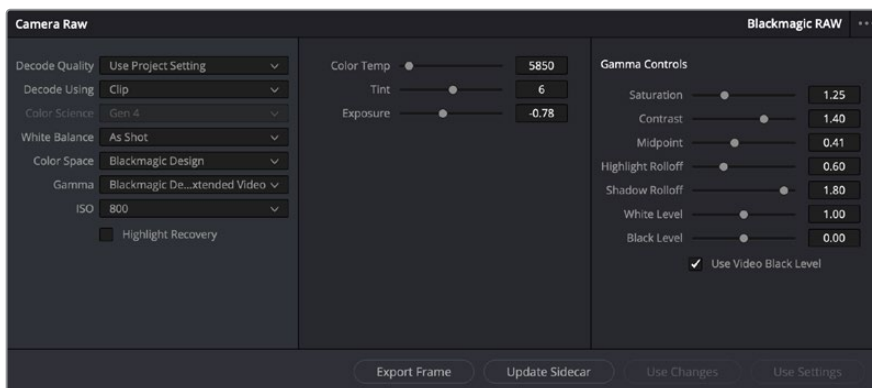 Camera Raw
Blackmagic RAW
Decode Quality Use Project Setting
Decode Using Clip
Color Science Gen 4
White Balance As Shot
Color Space Blackmagic Design
Gamma Blackmagic De...xtended Video
ISO 800
Highlight Recovery
Color Temp 5850
Tint 6
Exposure -0.78
Gamma Controls
Saturation 1.25
Contrast 1.40
Midpoint 0.41
Highlight Rolloff 0.60
Shadow Rolloff 1.80
White Level 1.00
Black Level 0.00
Use Video Black Level
Export Frame
Update Sidecar
Use Changes
Use Settings